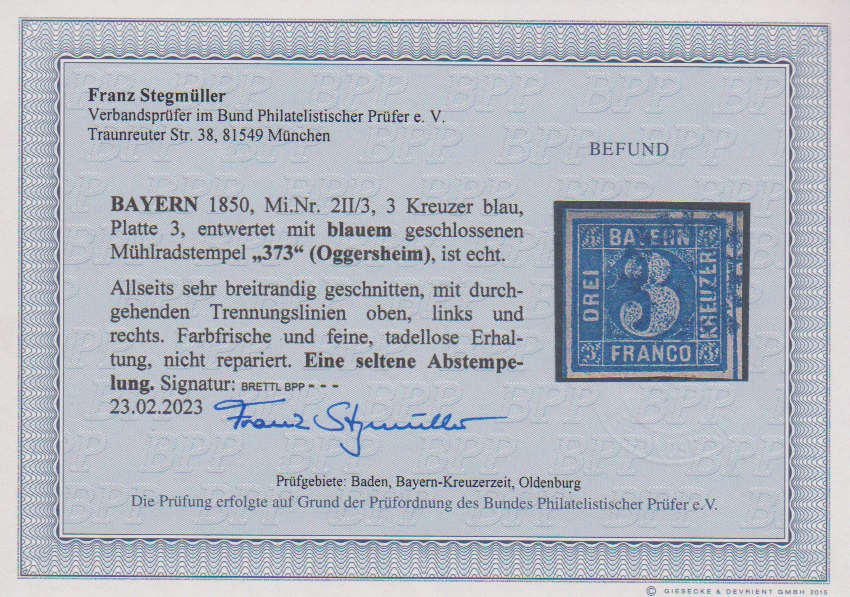 Franz Stegmüller
Verbandsprüfer im Bund Philatelistischer Prüfer e. V.
Traunreuter Str. 38, 81549 München
BEFUND
BAYERN 1850, Mi.Nr. 2II/3, 3 Kreuzer blau,
Platte 3, entwertet mit blauem geschlossenen
Mühlradstempel „373“ (Oggersheim), ist echt.
Allseits sehr breitrandig geschnitten, mit durch-
gehenden Trennungslinien oben, links und
rechts. Farbfrische und feine, tadellose Erhal-
tung, nicht repariert. Eine seltene Abstempe-
lung. Signatur: BRETTL BPP - - -
23.02.2023 Franz Stegmüller
BAYERN
DREI
3
KREUZER
3 FRANCO 3
Prüfgebiete: Baden, Bayern-Kreuzerzeit, Oldenburg
Die Prüfung erfolgte auf Grund der Prüfordnung des Bundes Philatelistischer Prüfer e.V.
© GIESECKE & DEVRIENT GMBH 2015